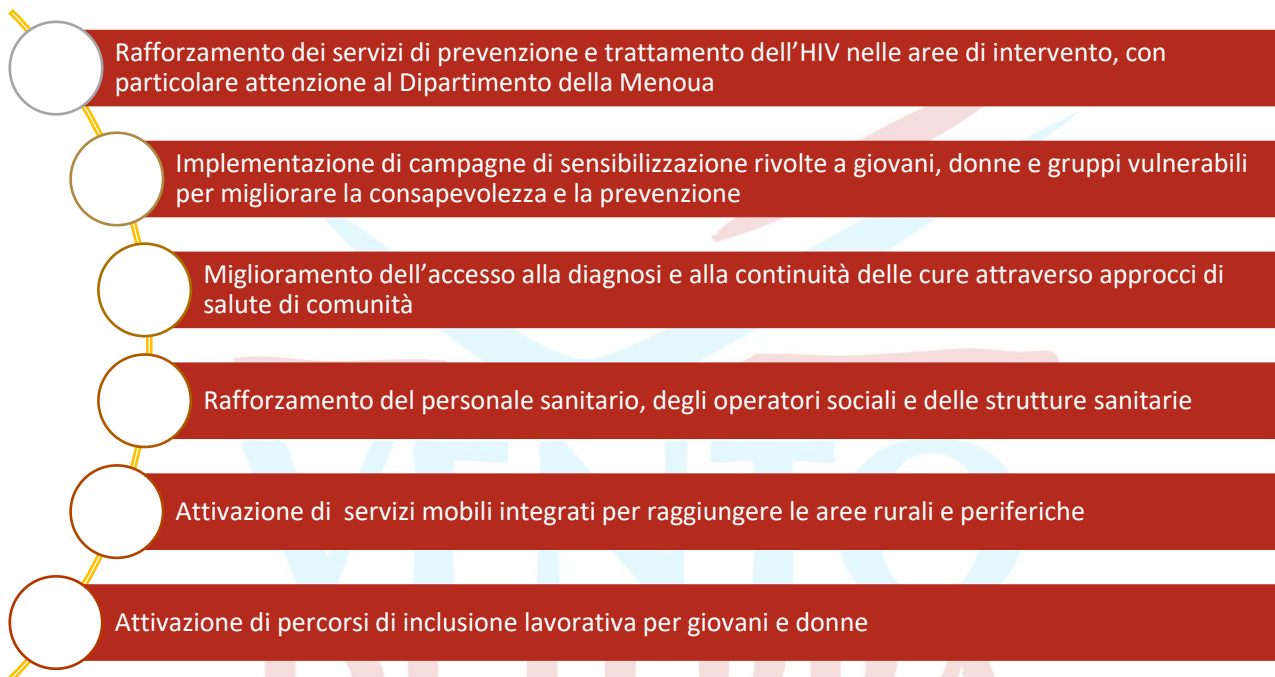 Rafforzamento dei servizi di prevenzione e trattamento dell’HIV nelle aree di intervento, con
particolare attenzione al Dipartimento della Menoua
Implementazione di campagne di sensibilizzazione rivolte a giovani, donne e gruppi vulnerabili
per migliorare la consapevolezza e la prevenzione
Miglioramento dell’accesso alla diagnosi e alla continuità delle cure attraverso approcci di
salute di comunità
Rafforzamento del personale sanitario, degli operatori sociali e delle strutture sanitarie
Attivazione di  servizi mobili integrati per raggiungere le aree rurali e periferiche
Attivazione di percorsi di inclusione lavorativa per giovani e donne
VENTO